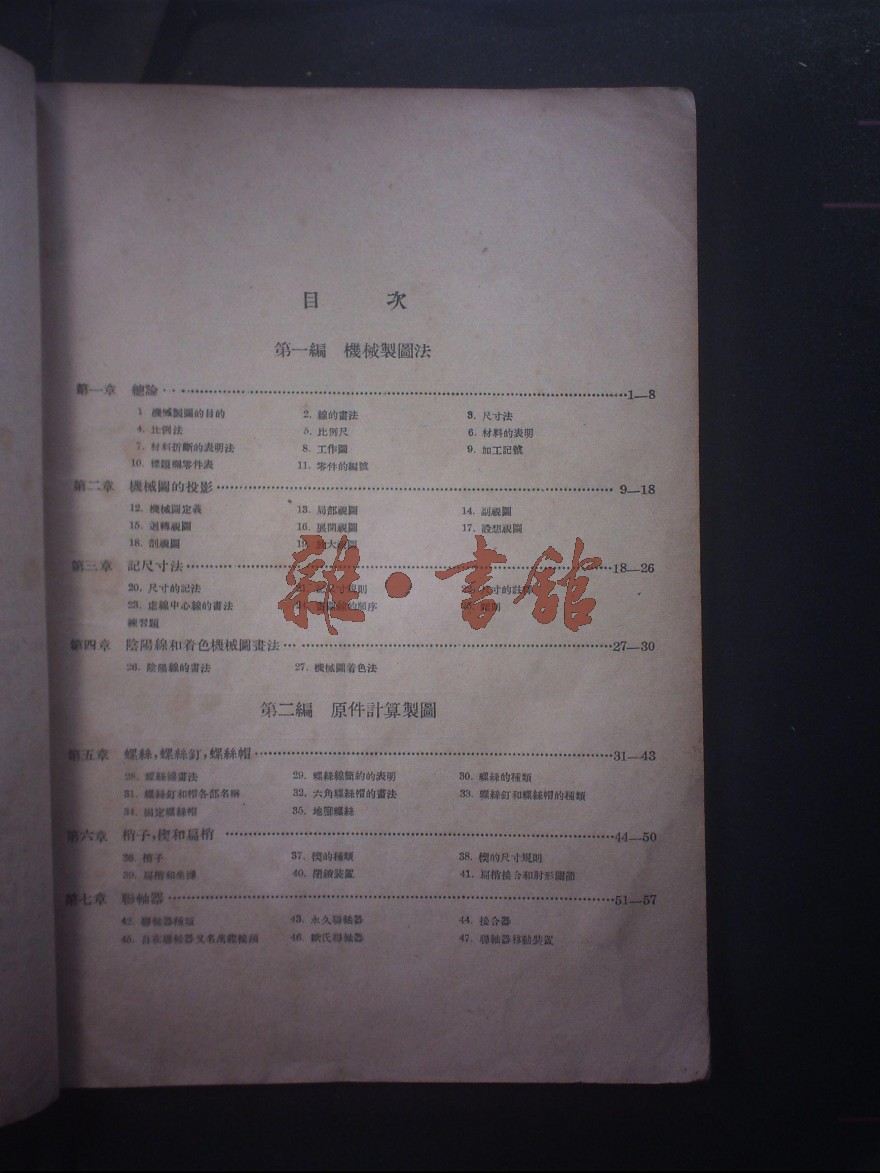 目 次
第一編 機械製圖法
第一章 總論 1—8
1 機械製圖的目的 2. 線的畫法 3. 尺寸法
4. 比例法 5. 比例尺 6. 材料的表明
7. 材料折斷的表明法 8. 工作圖 9. 加工記號
10. 標題欄零件表 11. 零件的編號
第二章 機械圖的投影 9—18
12. 機械圖定義 13. 局部視圖 14. 副視圖
15. 迴轉視圖 16. 展開視圖 17. 設想視圖
18. 剖視圖 19. 大圖
第三章 記尺寸法 18—26
20. 尺寸的記法 寸規則 尺寸的註
23. 虛線中心線的畫法 的順序
練習題
第四章 陰陽線和着色機械圖畫法 27—30
26. 陰陽線的畫法 27. 機械圖着色法
第二編 原件計算製圖
第五章 螺絲,螺絲釘,螺絲帽 31—43
28. 螺絲線畫法 29. 螺絲線簡約的表明 30. 螺絲的種類
31. 螺絲釘和帽各部名稱 32. 六角螺絲帽的畫法 33. 螺絲釘和螺絲帽的種類
34. 固定螺絲帽 35. 地腳螺絲
第六章 梢子,楔和扁梢 44—50
36. 梢子 37. 楔的種類 38. 楔的尺寸規則
39. 扁梢和坐 40. 閉鎖裝置 41. 扁梢接合和肘形關節
第七章 聯軸器 51—57
42. 聯軸器種類 43. 永久聯軸器 44. 接合器
45. 自在聯軸器又名萬 接頭 46. 歐氏聯軸器 47. 聯軸器移動裝置
雜·書館